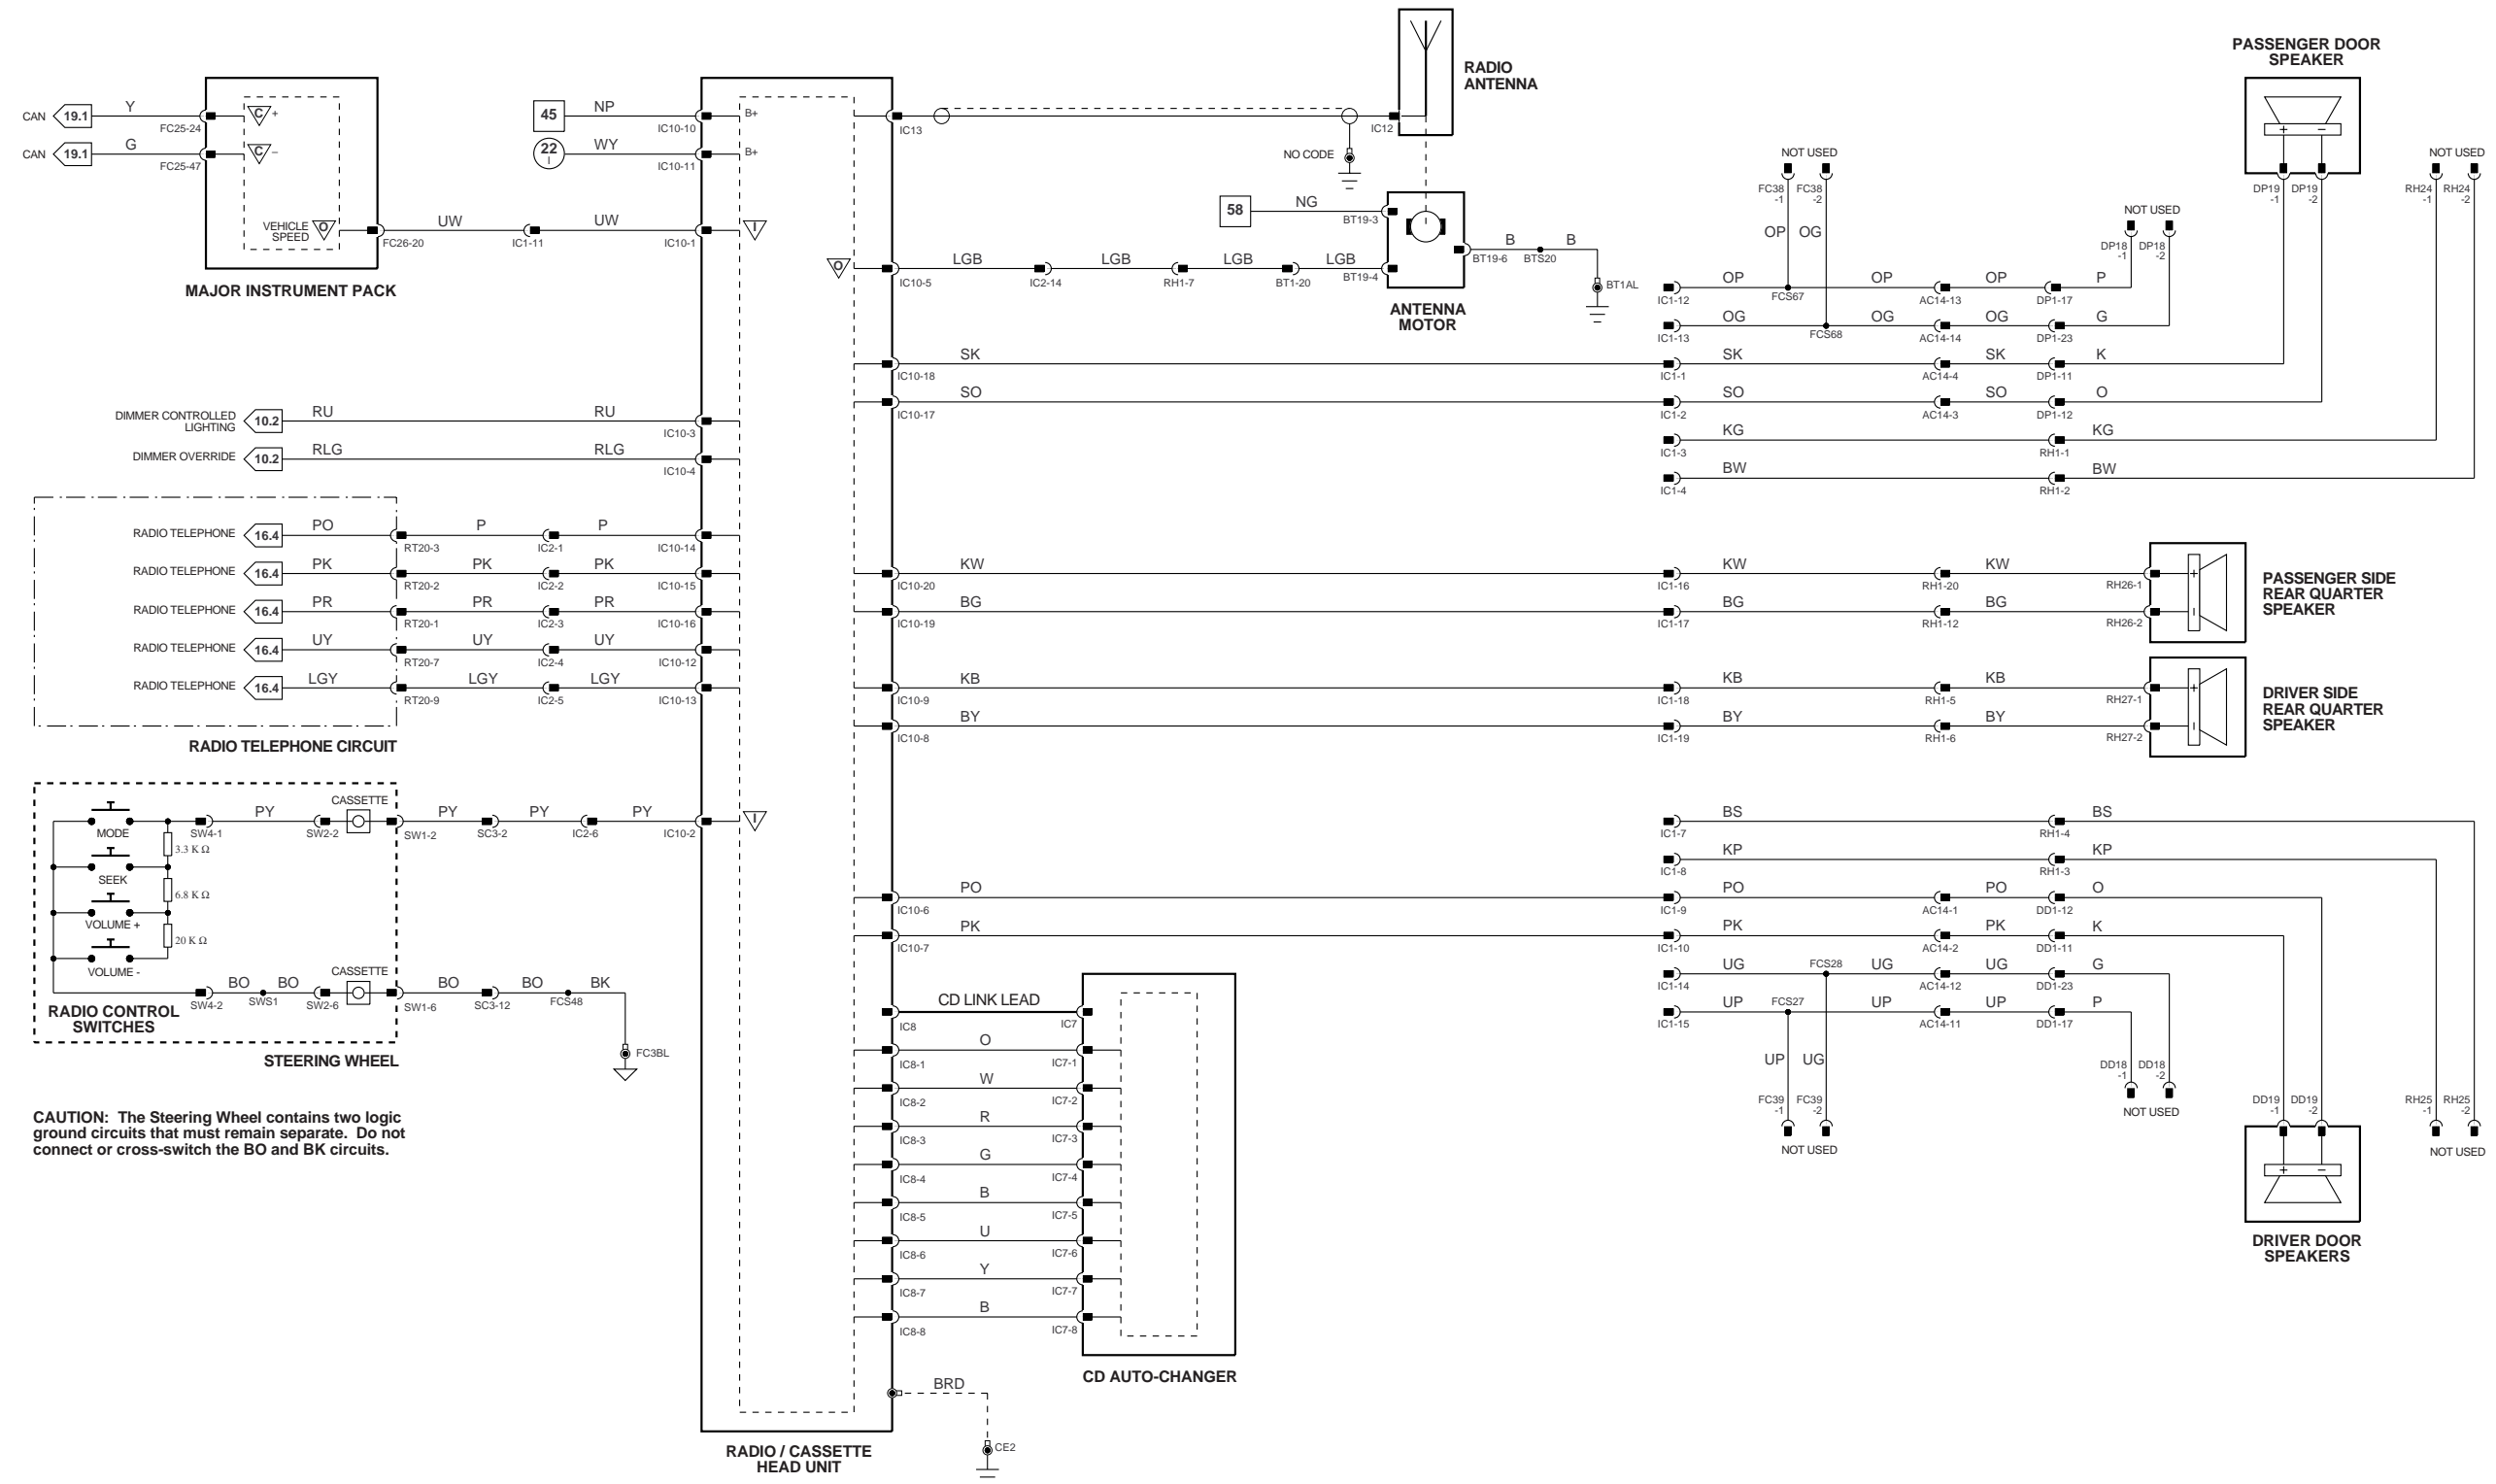 PASSENGER DOOR
SPEAKER
RADIO
ANTENNA
CAN 19.1 Y FC25-24 C +
CAN 19.1 G FC25-47 C –
VEHICLE
SPEED O FC26-20 UW IC1-11 UW IC10-1 I
MAJOR INSTRUMENT PACK
45 NP IC10-10 B+
22 I WY IC10-11 B+
IC13 IC12
NO CODE
58 NG BT19-3
O IC10-5 LGB IC2-14 LGB RH1-7 LGB BT1-20 LGB BT19-4
BT19-6 B BTS20 B BT1AL
ANTENNA
MOTOR
NOT USED
FC38 -1 FC38 -2
OP OG
NOT USED
DP18 -1 DP18 -2
+ –
DP19 -1 DP19 -2
NOT USED
RH24 -1 RH24 -2
IC1-12 OP FCS67 OP AC14-13 OP DP1-17 P
IC1-13 OG FCS68 OG AC14-14 OG DP1-23 G
IC10-18 SK IC1-1 SK AC14-4 SK DP1-11 K
IC10-17 SO IC1-2 SO AC14-3 SO DP1-12 O
IC1-3 KG RH1-1 KG
IC1-4 BW RH1-2 BW
DIMMER CONTROLLED
LIGHTING 10.2 RU RU IC10-3
DIMMER OVERRIDE 10.2 RLG RLG IC10-4
RADIO TELEPHONE 16.4 PO RT20-3 P IC2-1 P IC10-14
RADIO TELEPHONE 16.4 PK RT20-2 PK IC2-2 PK IC10-15
RADIO TELEPHONE 16.4 PR RT20-1 PR IC2-3 PR IC10-16
RADIO TELEPHONE 16.4 UY RT20-7 UY IC2-4 UY IC10-12
RADIO TELEPHONE 16.4 LGY RT20-9 LGY IC2-5 LGY IC10-13
RADIO TELEPHONE CIRCUIT
IC10-20 KW IC1-16 KW RH1-20 KW RH26-1 +
IC10-19 BG IC1-17 BG RH1-12 BG RH26-2 –
PASSENGER SIDE
REAR QUARTER
SPEAKER
IC10-9 KB IC1-18 KB RH1-5 KB RH27-1 +
IC10-8 BY IC1-19 BY RH1-6 BY RH27-2 –
DRIVER SIDE
REAR QUARTER
SPEAKER
MODE SW4-1 PY SW2-2 CASSETTE SW1-2 PY SC3-2 PY IC2-6 PY IC10-2 I
3.3 K Ω
SEEK
6.8 K Ω
VOLUME +
20 K Ω
VOLUME -
SW4-2 BO SWS1 BO SW2-6 CASSETTE SW1-6 BO SC3-12 BO FCS48 BK
FC3BL
RADIO CONTROL
SWITCHES
STEERING WHEEL
CAUTION: The Steering Wheel contains two logic
ground circuits that must remain separate. Do not
connect or cross-switch the BO and BK circuits.
IC1-7 BS RH1-4 BS
IC1-8 KP RH1-3 KP
IC10-6 PO IC1-9 PO AC14-1 PO DD1-12 O
IC10-7 PK IC1-10 PK AC14-2 PK DD1-11 K
IC1-14 UG FCS28 UG AC14-12 UG DD1-23 G
IC1-15 UP FCS27 UP AC14-11 UP DD1-17 P
UP UG
FC39 -1 FC39 -2
NOT USED
DD18 -1 DD18 -2
NOT USED
DD19 -1 DD19 -2
+ –
RH25 -1 RH25 -2
NOT USED
DRIVER DOOR
SPEAKERS
IC8 CD LINK LEAD IC7
IC8-1 O IC7-1
IC8-2 W IC7-2
IC8-3 R IC7-3
IC8-4 G IC7-4
IC8-5 B IC7-5
IC8-6 U IC7-6
IC8-7 Y IC7-7
IC8-8 B IC7-8
CD AUTO-CHANGER
BRD
CE2
RADIO / CASSETTE
HEAD UNIT